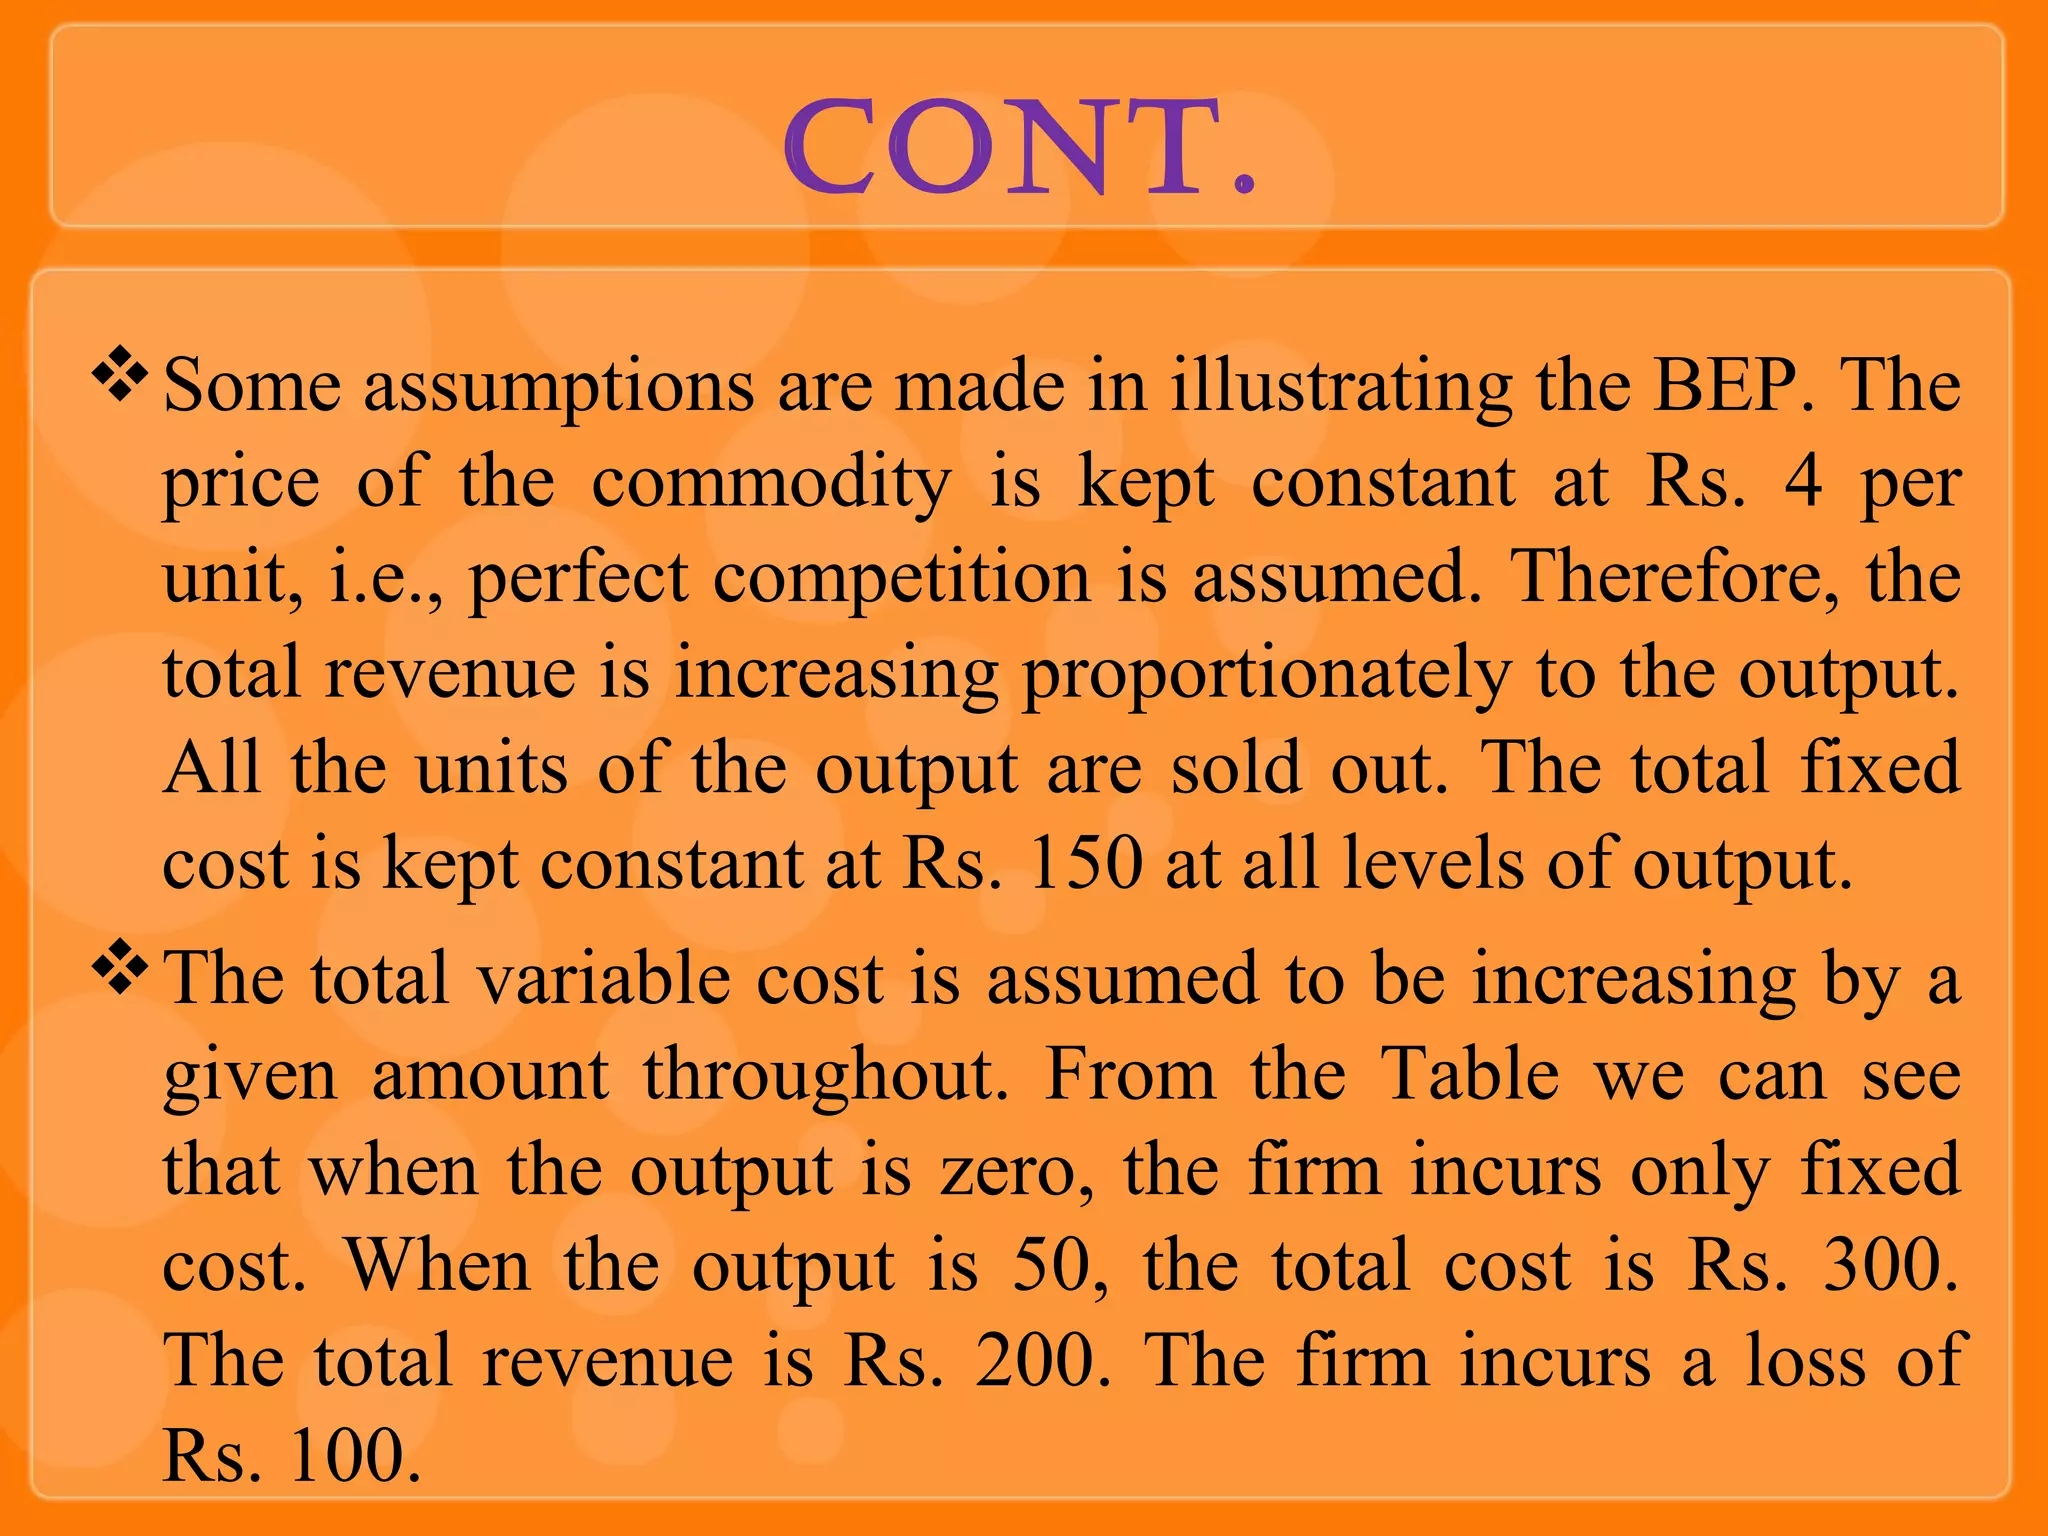 CONT.
❖Some assumptions are made in illustrating the BEP. The
price of the commodity is kept constant at Rs. 4 per
unit, i.e., perfect competition is assumed. Therefore, the
total revenue is increasing proportionately to the output.
All the units of the output are sold out. The total fixed
cost is kept constant at Rs. 150 at all levels of output.
❖The total variable cost is assumed to be increasing by a
given amount throughout. From the Table we can see
that when the output is zero, the firm incurs only fixed
cost. When the output is 50, the total cost is Rs. 300.
The total revenue is Rs. 200. The firm incurs a loss of
Rs. 100.